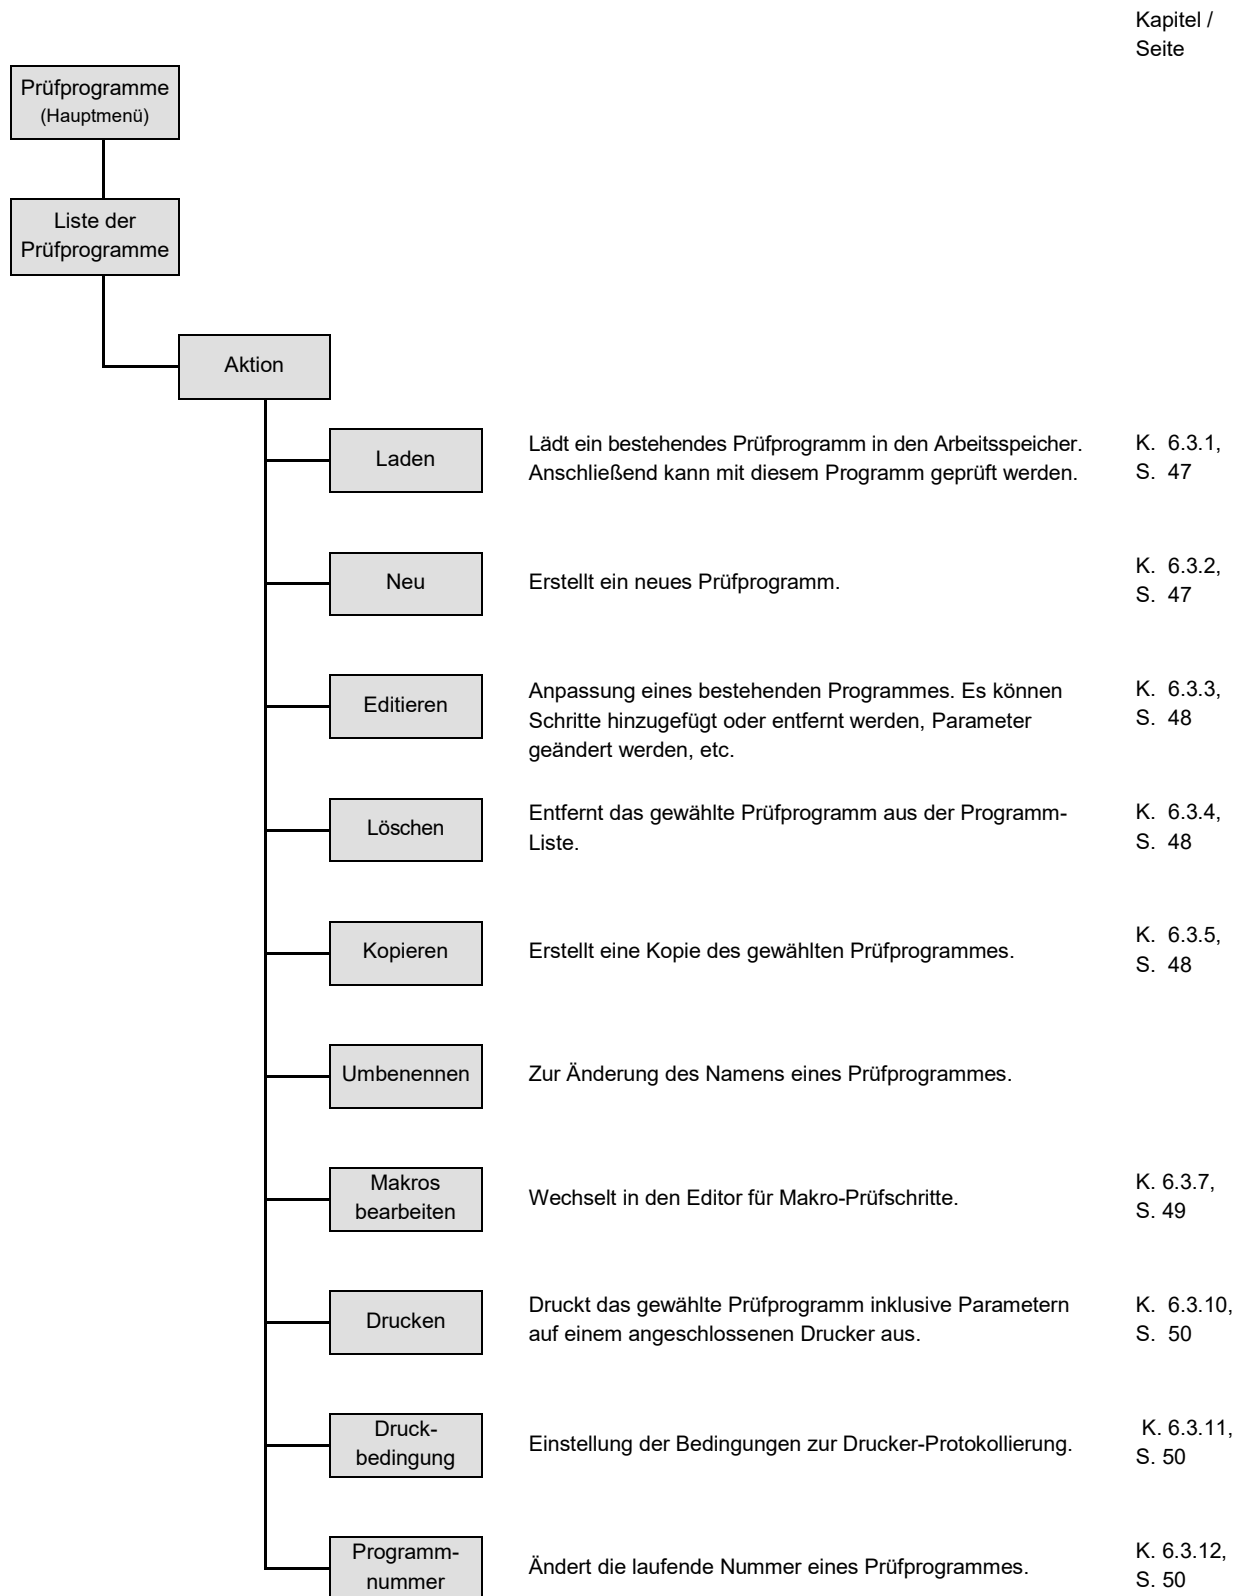 Kapitel /
Seite
Prüfprogramme
(Hauptmenü)
Liste der
Prüfprogramme
Aktion
Laden
Lädt ein bestehendes Prüfprogramm in den Arbeitsspeicher.
Anschließend kann mit diesem Programm geprüft werden.
K. 6.3.1,
S. 47
Neu
Erstellt ein neues Prüfprogramm.
K. 6.3.2,
S. 47
Editieren
Anpassung eines bestehenden Programmes. Es können
Schritte hinzugefügt oder entfernt werden, Parameter
geändert werden, etc.
K. 6.3.3,
S. 48
Löschen
Entfernt das gewählte Prüfprogramm aus der Programm-
Liste.
K. 6.3.4,
S. 48
Kopieren
Erstellt eine Kopie des gewählten Prüfprogrammes.
K. 6.3.5,
S. 48
Umbenennen
Zur Änderung des Namens eines Prüfprogrammes.
Makros
bearbeiten
Wechselt in den Editor für Makro-Prüfschritte.
K. 6.3.7,
S. 49
Drucken
Druckt das gewählte Prüfprogramm inklusive Parametern
auf einem angeschlossenen Drucker aus.
K. 6.3.10,
S. 50
Druck-
bedingung
Einstellung der Bedingungen zur Drucker-Protokollierung.
K. 6.3.11,
S. 50
Programm-
nummer
Ändert die laufende Nummer eines Prüfprogrammes.
K. 6.3.12,
S. 50